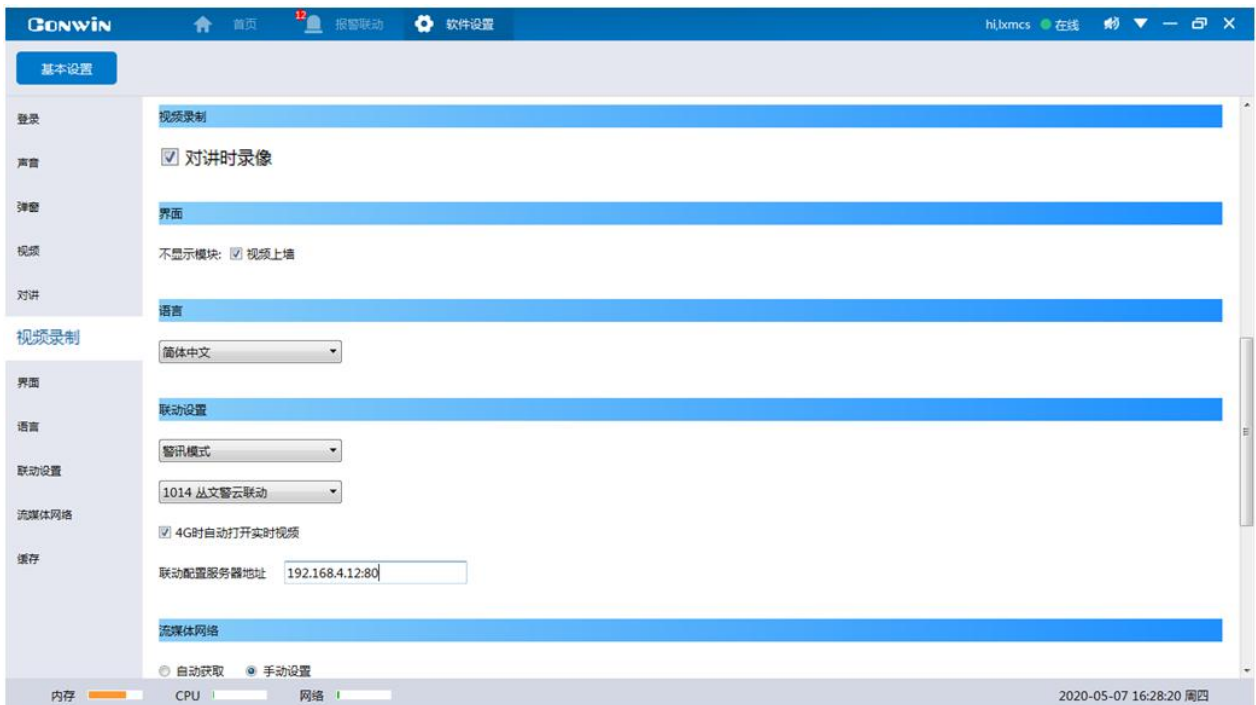 CONWIN 首页 12 报警联动 软件设置 hi,lxmcs 在线
基本设置
登录
声音
弹窗
视频
对讲
视频录制
界面
语言
联动设置
流媒体网络
缓存
视频录制
对讲时录像
界面
不显示模块: 视频上墙
语言
简体中文
联动设置
警讯模式
1014 丛文警云联动
4G时自动打开实时视频
联动配置服务器地址 192.168.4.12:80
流媒体网络
自动获取 手动设置
内存 CPU 网络 2020-05-07 16:28:20 周四